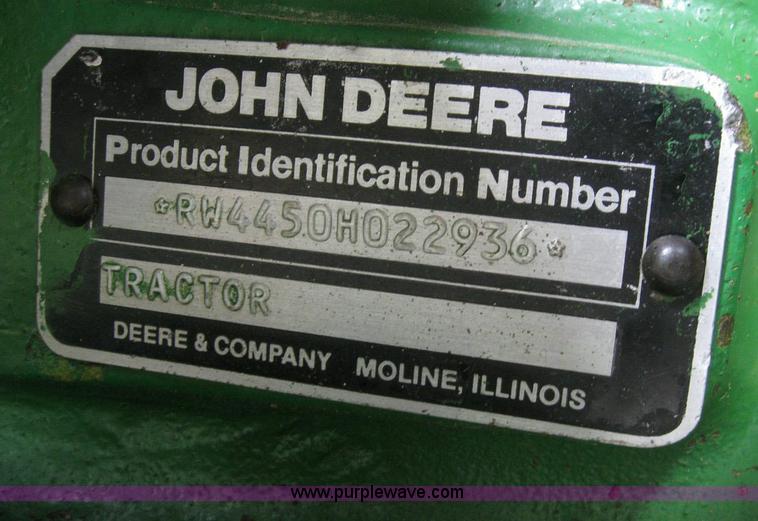 JOHN DEERE
Product Identification Number
*RW4450H022936*
TRACTOR
DEERE & COMPANY MOLINE, ILLINOIS
www.purplewave.com